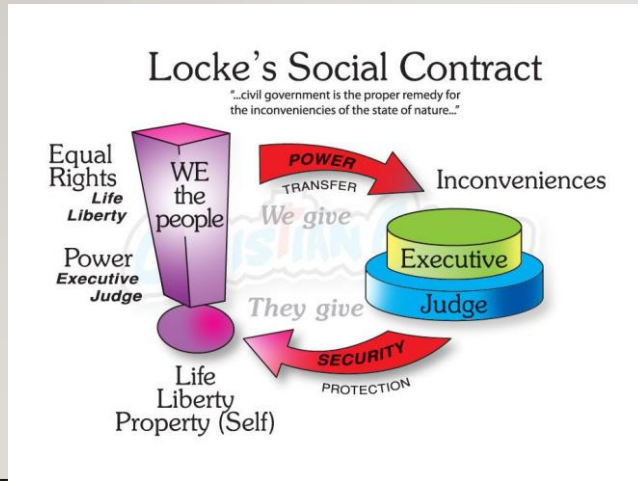 Locke's Social Contract
"...civil government is the proper remedy for
the inconveniencies of the state of nature..."
Equal
Rights
Life
Liberty
Power
Executive
Judge
WE
the
people
POWER
TRANSFER
We give
They give
SECURITY
PROTECTION
Inconveniences
Executive
Judge
Life
Liberty
Property (Self)